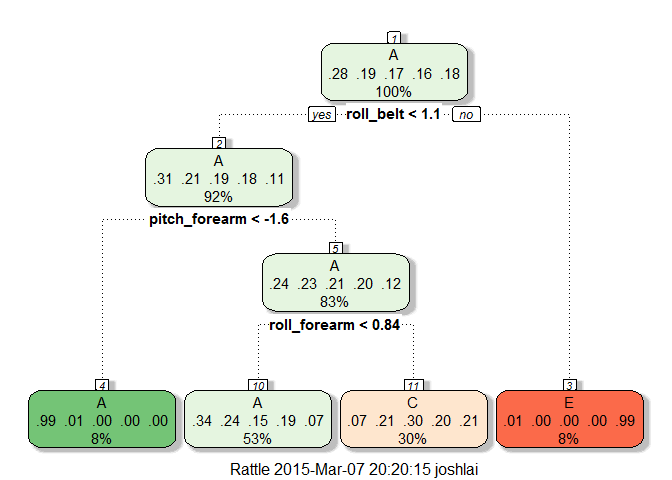 1
A
.28 .19 .17 .16 .18
100%
yes roll_belt < 1.1 no
2
A
.31 .21 .19 .18 .11
92%
pitch_forearm < -1.6
5
A
.24 .23 .21 .20 .12
83%
roll_forearm < 0.84
4
A
.99 .01 .00 .00 .00
8%
10
A
.34 .24 .15 .19 .07
53%
11
C
.07 .21 .30 .20 .21
30%
3
E
.01 .00 .00 .00 .99
8%
Rattle 2015-Mar-07 20:20:15 joshlai